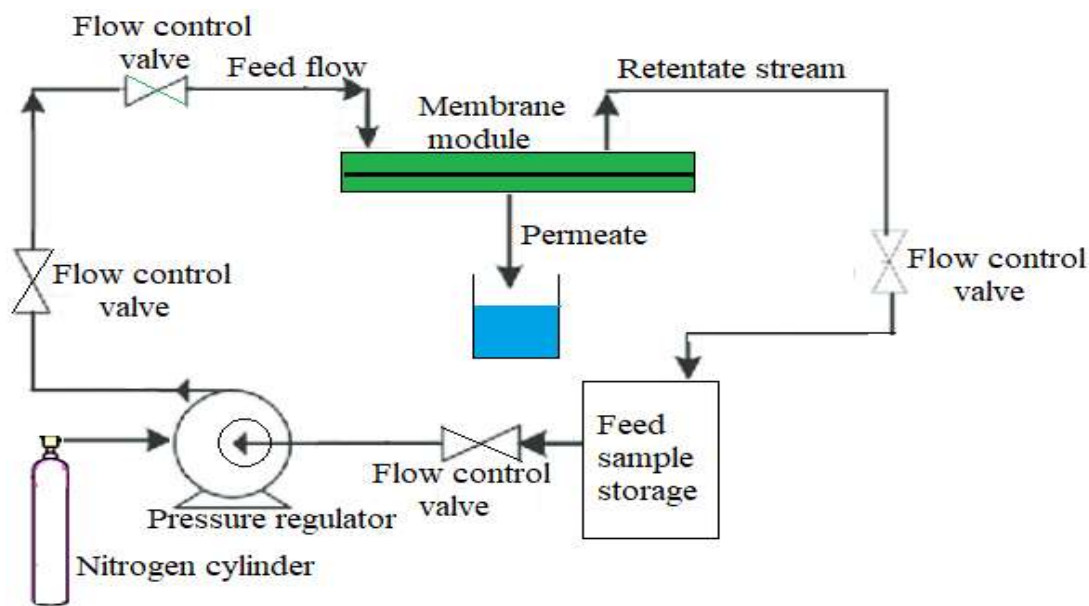 Flow control
valve
Feed flow
Retentate stream
Membrane
module
Permeate
Flow control
valve
Flow control
valve
Feed
sample
storage
Flow control
valve
Pressure regulator
Nitrogen cylinder